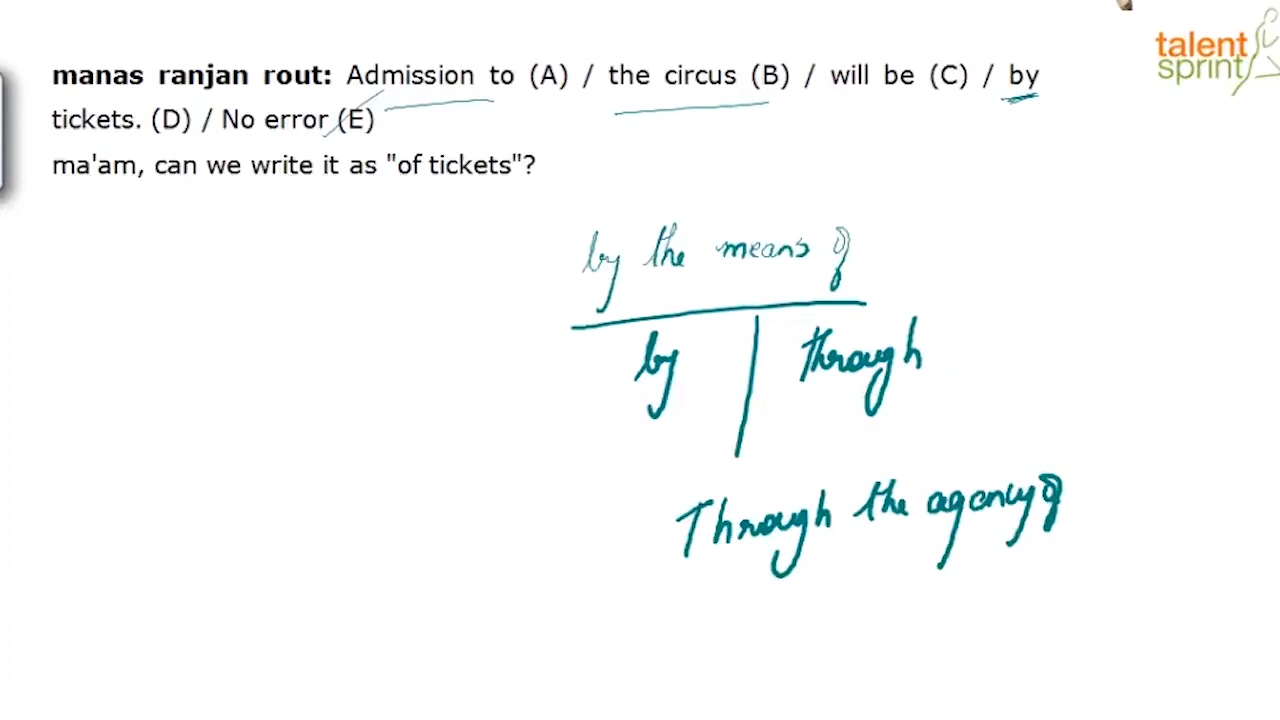 talent
sprint
manas ranjan rout: Admission to (A) / the circus (B) / will be (C) / by
tickets. (D) / No error (E)
ma'am, can we write it as "of tickets"?
by the means of
by through
Through the agency of